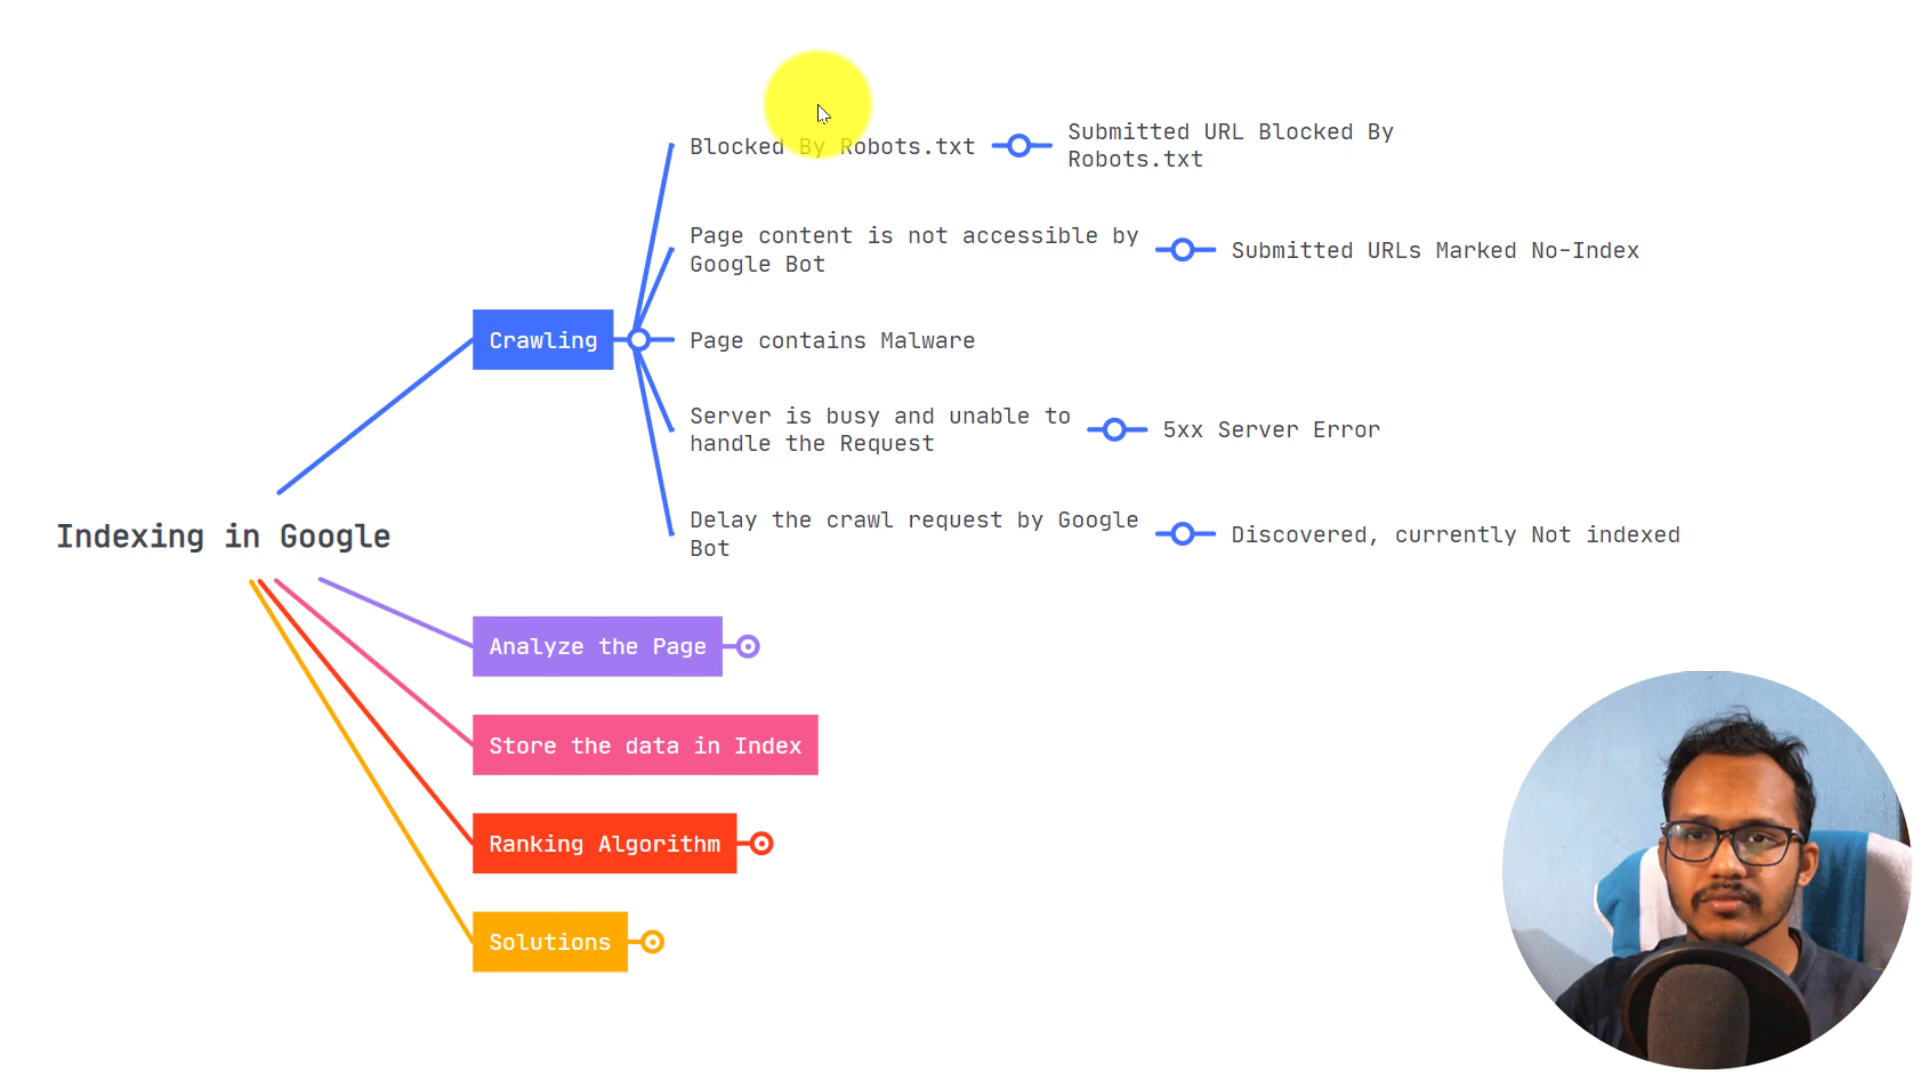 Blocked By Robots.txt
Submitted URL Blocked By
Robots.txt
Page content is not accessible by
Google Bot
Submitted URLs Marked No-Index
Crawling
Page contains Malware
Server is busy and unable to
handle the Request
5xx Server Error
Delay the crawl request by Google
Bot
Discovered, currently Not indexed
Indexing in Google
Analyze the Page
Store the data in Index
Ranking Algorithm
Solutions